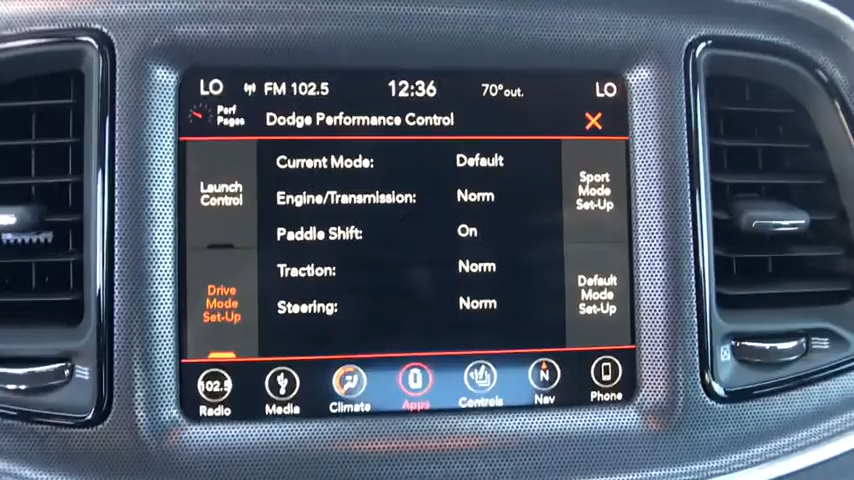 LO FM 102.5 12:36 70°out. LO
Perf Pages Dodge Performance Control
Launch Control
Current Mode: Default
Engine/Transmission: Norm
Paddle Shift: On
Traction: Norm
Steering: Norm
Sport Mode Set-Up
Drive Mode Set-Up
Default Mode Set-Up
102.5
N
Radio Media Climate Apps Controls Nav Phone